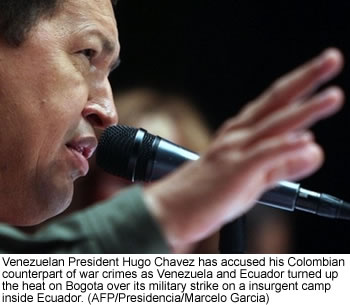 Venezuelan President Hugo Chavez has accused his Colombian
counterpart of war crimes as Venezuela and Ecuador turned up
the heat on Bogota over its military strike on a insurgent camp
inside Ecuador. (AFP/Presidencia/Marcelo Garcia)